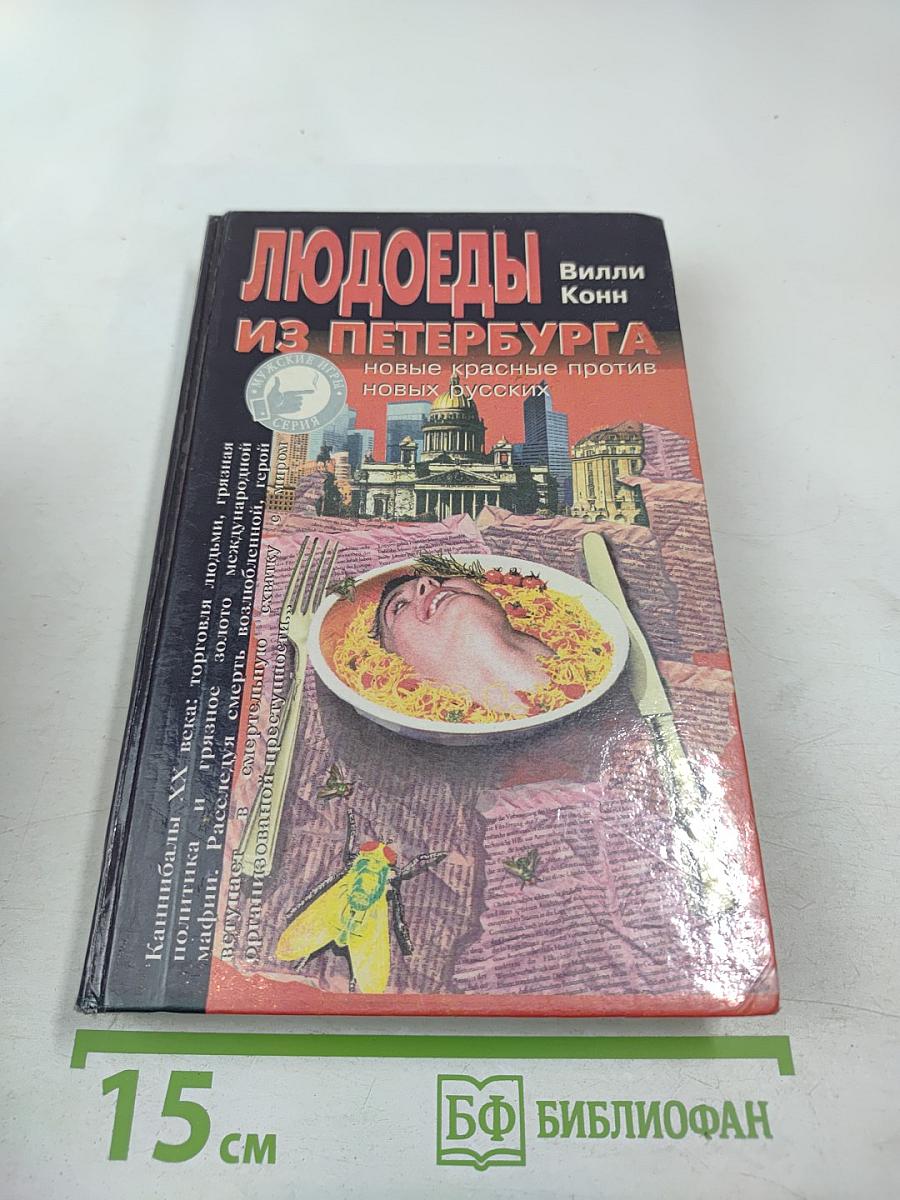 ЛЮДОЕДЫ
Вилли
Конн
ИЗ ПЕТЕРБУРГА
новые красные против
новых русских
МУЖСКИЕ ИГРЫ
СЕРИЯ
Каннибалы XX века: торговля людьми, грязная
политика и грязное золото международной
мафии. Расследуя смерть возлюбленной, герой
вступает в смертельную схватку с миром
организованной преступности...
15 см
БФ БИБЛИОФАН